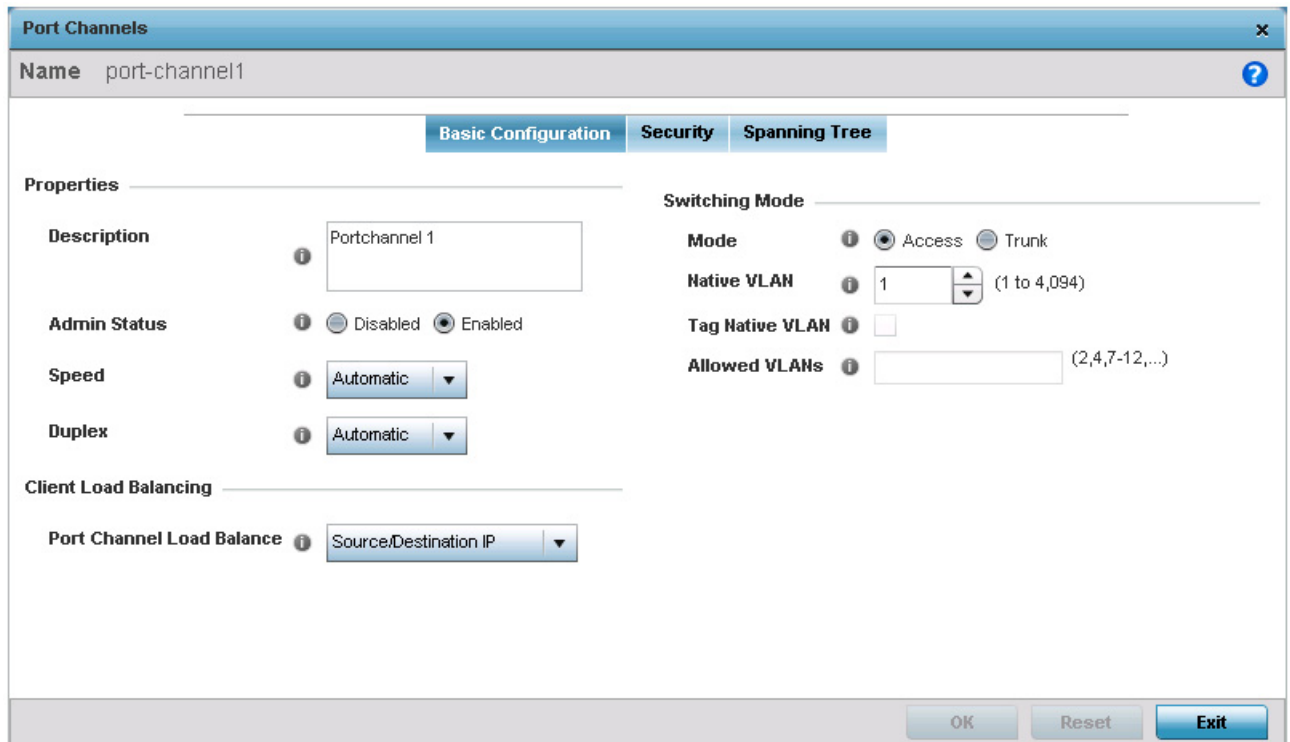 Port Channels
Name port-channel1
Basic Configuration Security Spanning Tree
Properties
Description Portchannel 1
Admin Status Disabled Enabled
Speed Automatic
Duplex Automatic
Client Load Balancing
Port Channel Load Balance Source/Destination IP
Switching Mode
Mode Access Trunk
Native VLAN 1 (1 to 4,094)
Tag Native VLAN
Allowed VLANs (2,4,7-12,...)
OK Reset Exit